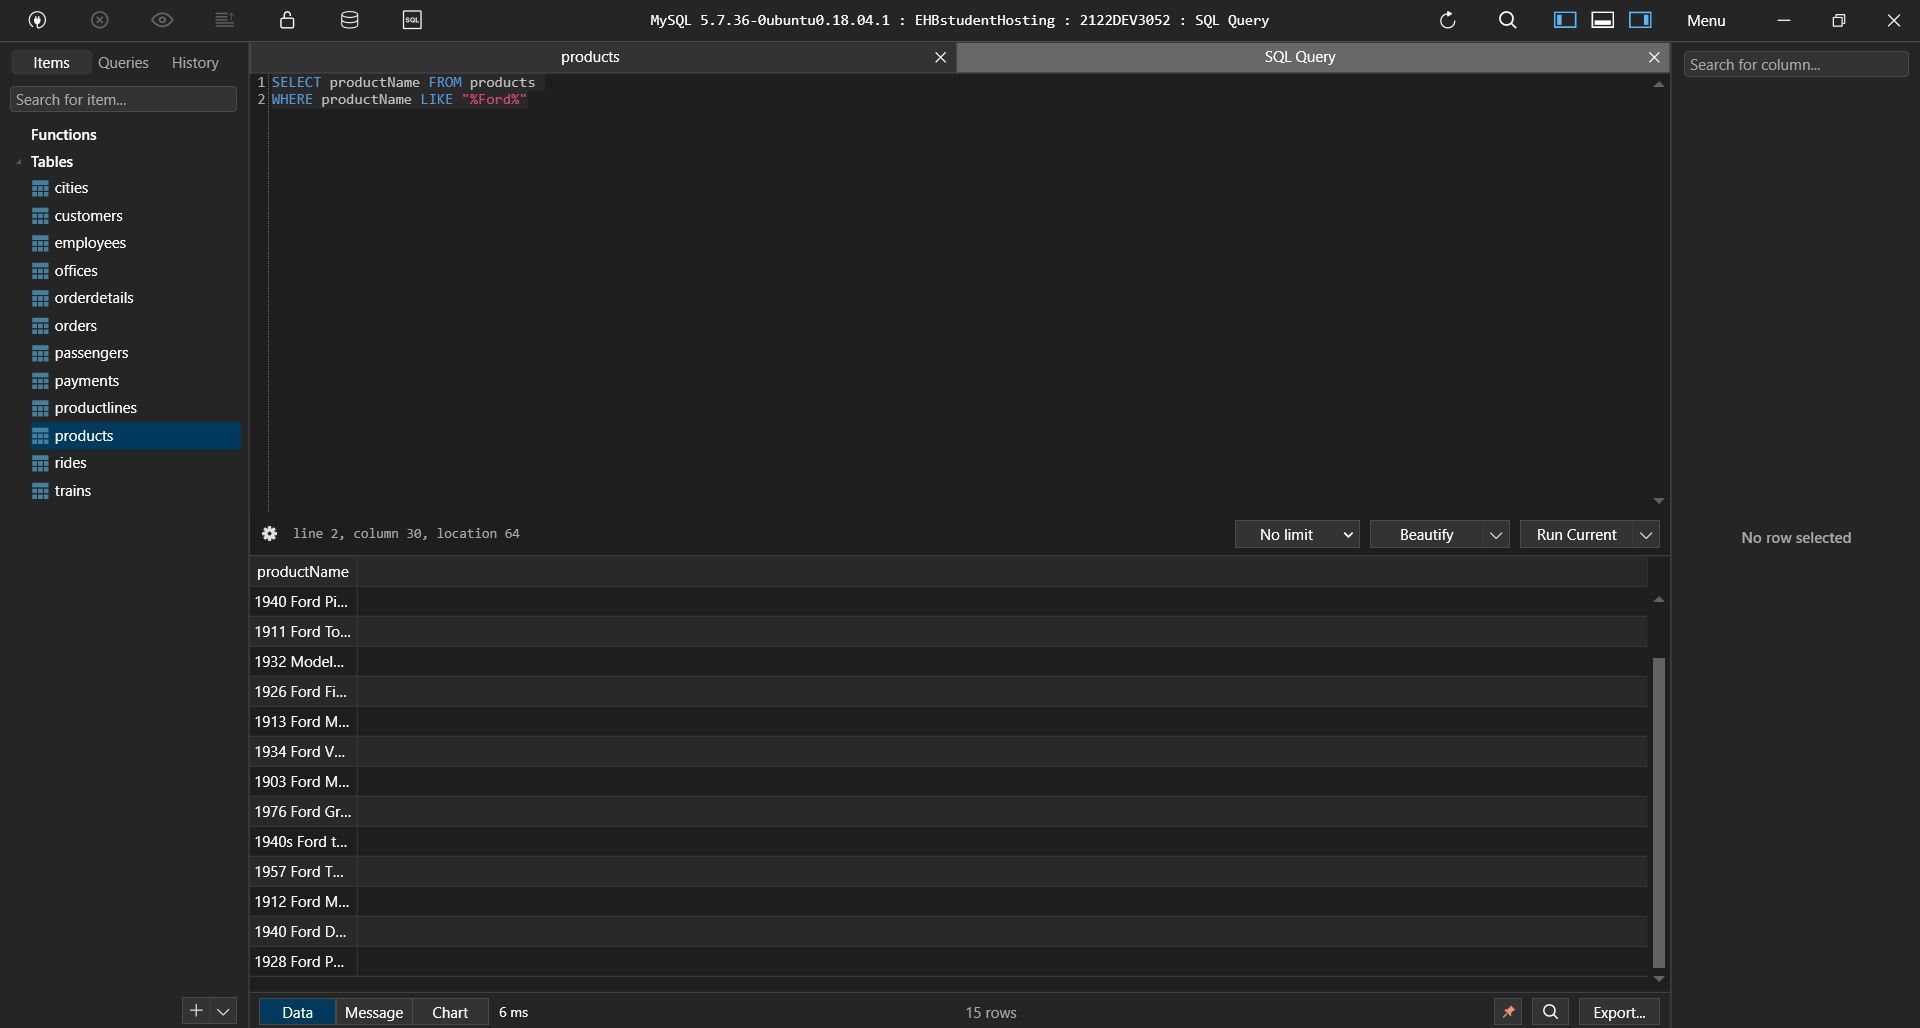 SQL
MySQL 5.7.36-0ubuntu0.18.04.1 : EHBstudentHosting : 2122DEV3052 : SQL Query
Menu
Items Queries History
Search for item...
Functions
Tables
cities
customers
employees
offices
orderdetails
orders
passengers
payments
productlines
products
rides
trains
products
SQL Query
1 SELECT productName FROM products
2 WHERE productName LIKE "%Ford%"
line 2, column 30, location 64
No limit
Beautify
Run Current
productName
1940 Ford Pi...
1911 Ford To...
1932 Model...
1926 Ford Fi...
1913 Ford M...
1934 Ford V...
1903 Ford M...
1976 Ford Gr...
1940s Ford t...
1957 Ford T...
1912 Ford M...
1940 Ford D...
1928 Ford P...
Data Message Chart 6 ms
15 rows
Export...
Search for column...
No row selected